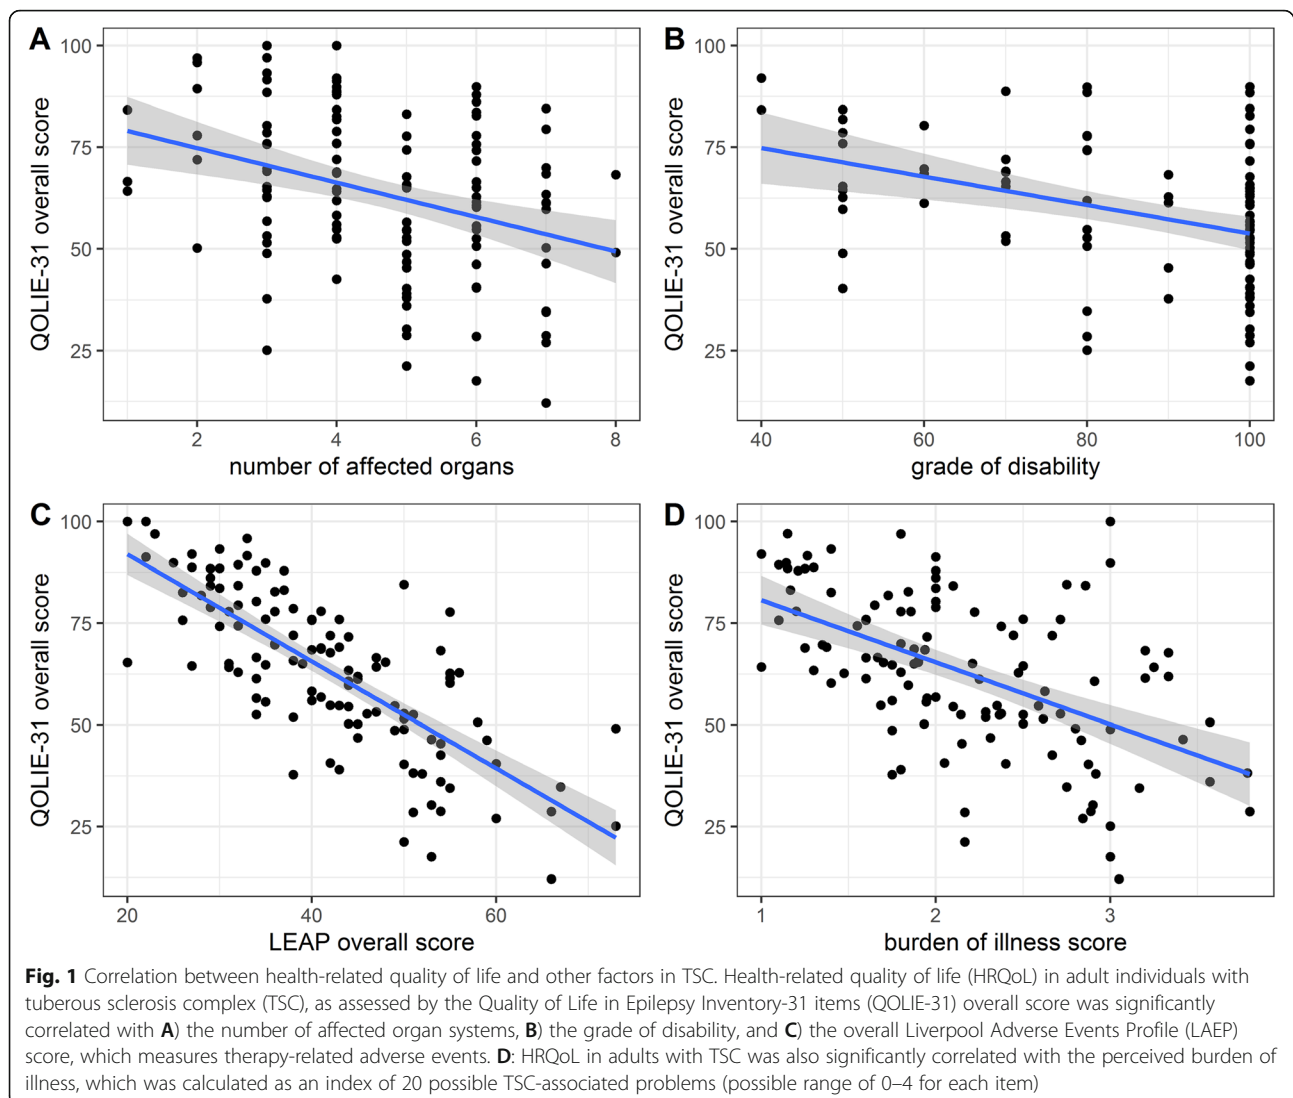 A
B
100
75
50
25
QOLIE-31 overall score
2
4
6
8
number of affected organs
100
75
50
25
QOLIE-31 overall score
40
60
80
100
grade of disability
C
D
100
75
50
25
QOLIE-31 overall score
20
40
60
LEAP overall score
100
75
50
25
QOLIE-31 overall score
1
2
3
burden of illness score
Fig. 1 Correlation between health-related quality of life and other factors in TSC. Health-related quality of life (HRQoL) in adult individuals with
tuberous sclerosis complex (TSC), as assessed by the Quality of Life in Epilepsy Inventory-31 items (QOLIE-31) overall score was significantly
correlated with A) the number of affected organ systems, B) the grade of disability, and C) the overall Liverpool Adverse Events Profile (LAEP)
score, which measures therapy-related adverse events. D: HRQoL in adults with TSC was also significantly correlated with the perceived burden of
illness, which was calculated as an index of 20 possible TSC-associated problems (possible range of 0–4 for each item)